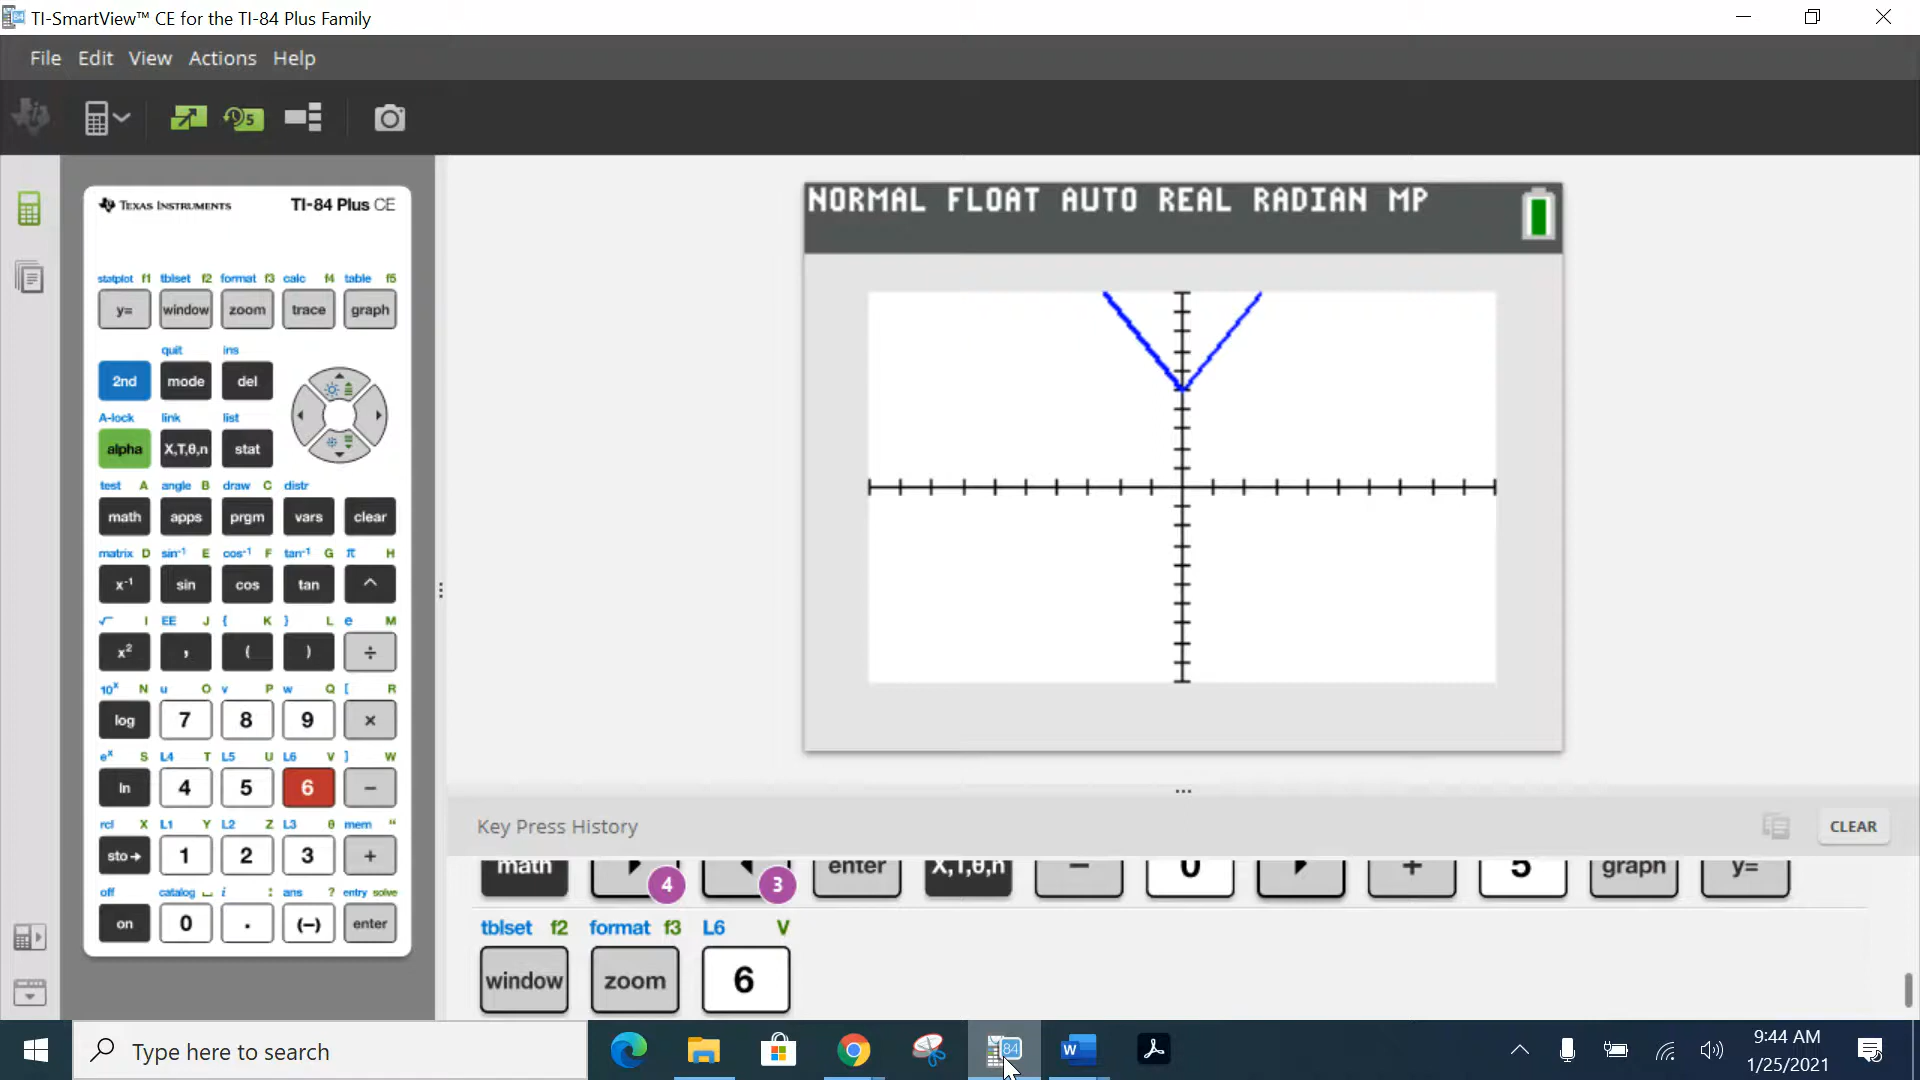 TI-SmartView™ CE for the TI-84 Plus Family
File Edit View Actions Help
5
TEXAS INSTRUMENTS TI-84 Plus CE
statplot f1 tblset f2 format f3 calc f4 table f5
y= window zoom trace graph
quit ins
2nd mode del
A-lock link list
alpha X,T,θ,n stat
test A angle B draw C distr
math apps prgm vars clear
matrix D sin⁻¹ E cos⁻¹ F tan⁻¹ G π H
x⁻¹ sin cos tan ^
√ I EE J { K } L e M
x² , ( ) ÷
10ˣ N u O v P w Q [ R
log 7 8 9 ×
eˣ S L4 T L5 U L6 V ] W
ln 4 5 6 −
rcl X L1 Y L2 Z L3 θ mem "
sto→ 1 2 3 +
off catalog ⎵ i : ans ? entry solve
on 0 . (−) enter
NORMAL FLOAT AUTO REAL RADIAN MP
Key Press History CLEAR
math 4 3 enter X,T,θ,n − 0 + 5 graph y=
tblset f2 format f3 L6 V
window zoom 6
Type here to search
84
W
9:44 AM
1/25/2021